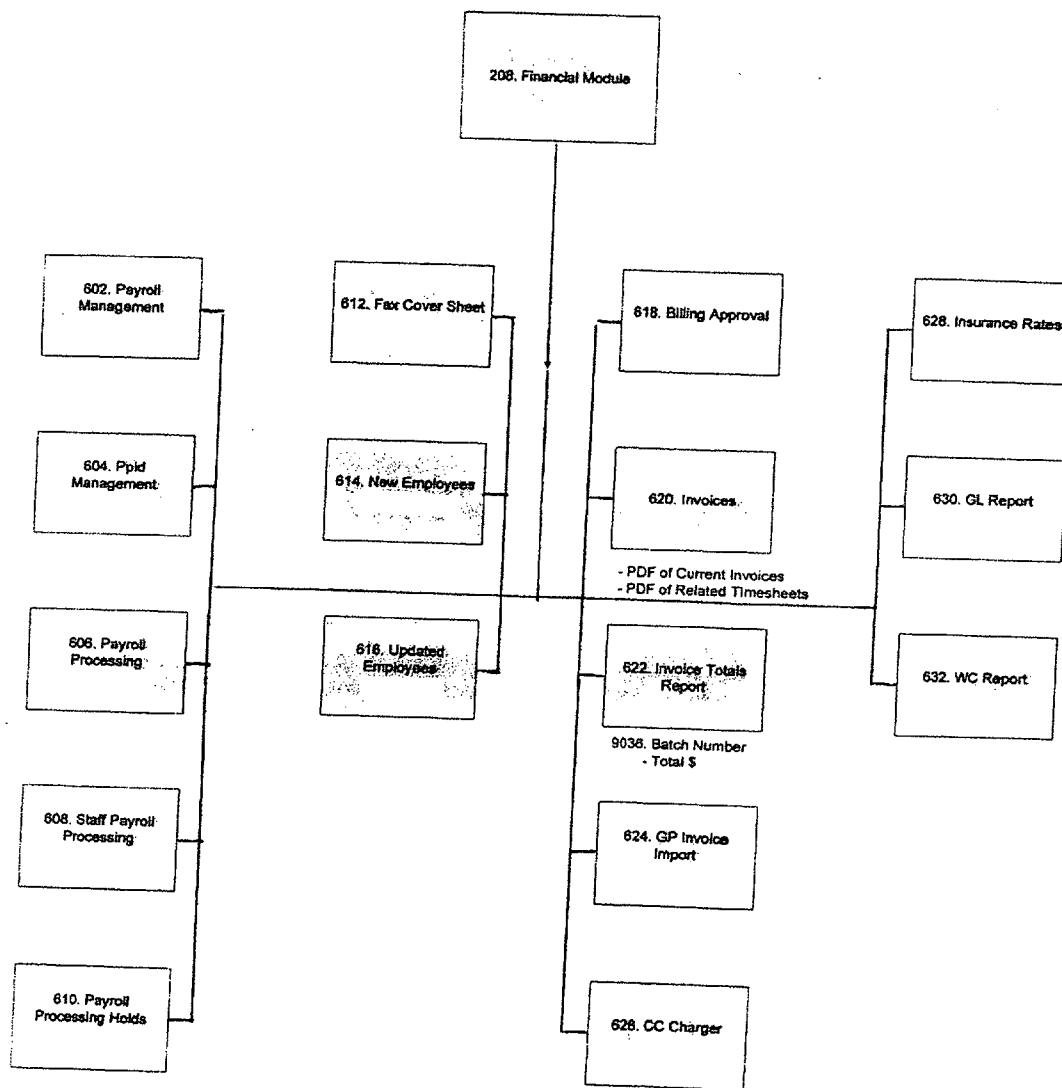 208. Financial Module
602. Payroll
Management
604. Ppid
Management
606. Payroll
Processing
608. Staff Payroll
Processing
610. Payroll
Processing Holds
612. Fax Cover Sheet
614. New Employees
616. Updated
Employees
618. Billing Approval
620. Invoices
- PDF of Current Invoices
- PDF of Related Timesheets
622. Invoice Totals
Report
9036. Batch Number
- Total $
624. GP Invoice
Import
626. CC Charger
628. Insurance Rates
630. GL Report
632. WC Report